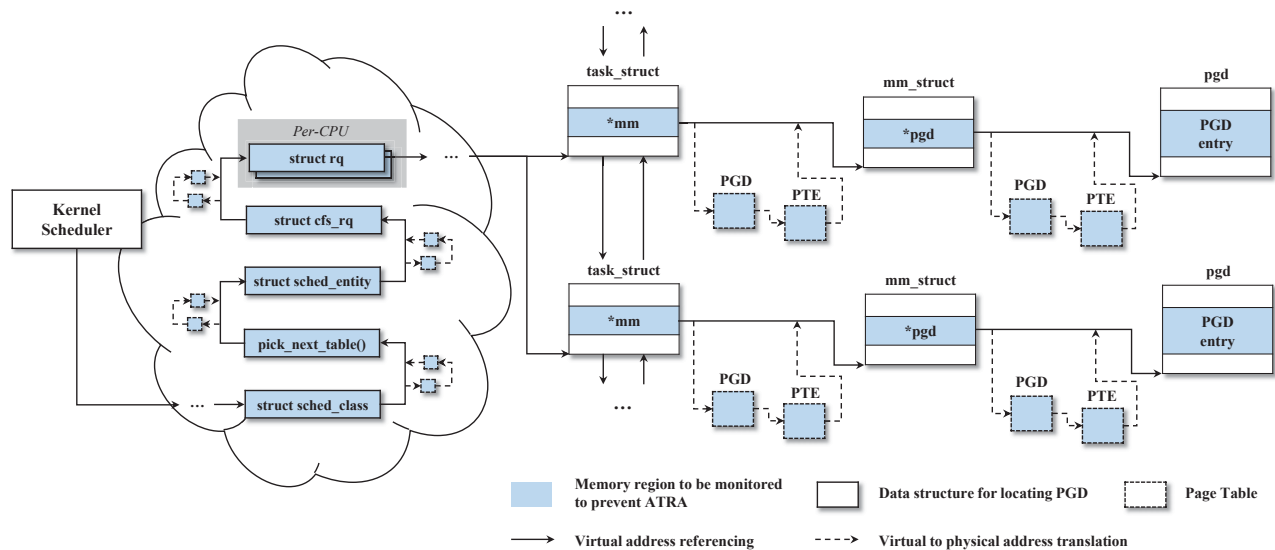 ...
task_struct
*mm
mm_struct
*pgd
pgd
PGD
entry
PGD
PTE
PGD
PTE
Per-CPU
struct rq
...
Kernel
Scheduler
struct cfs_rq
struct sched_entity
pick_next_table()
... struct sched_class
task_struct
*mm
mm_struct
*pgd
pgd
PGD
entry
PGD
PTE
PGD
PTE
...
Memory region to be monitored
to prevent ATRA
Data structure for locating PGD
Page Table
Virtual address referencing
Virtual to physical address translation